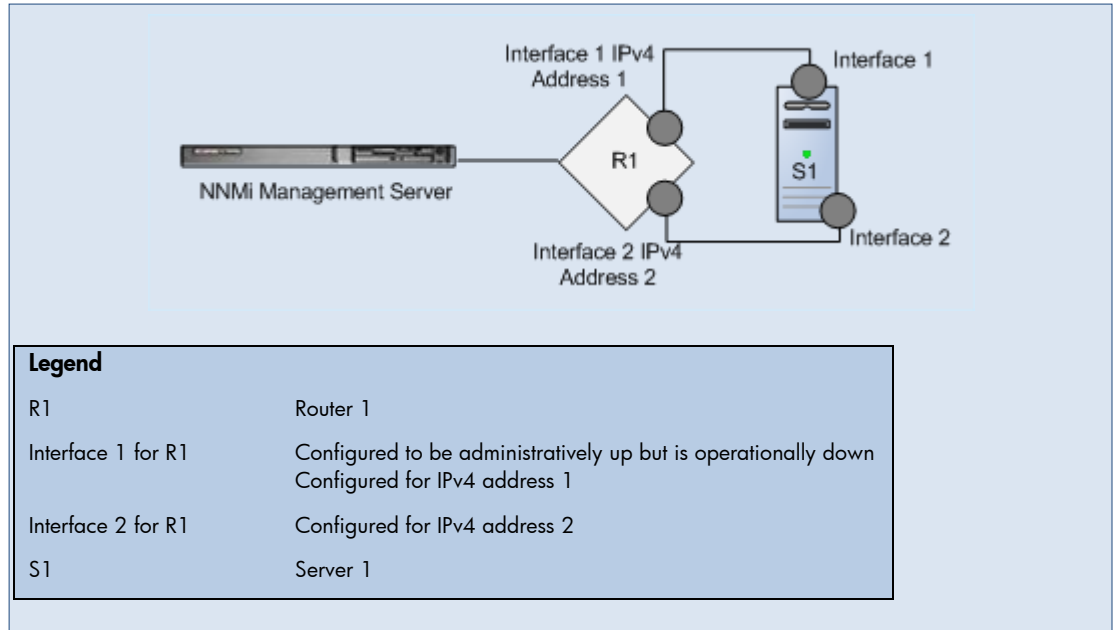 Interface 1 IPv4
Address 1
Interface 1
R1
S1
NNMi Management Server
Interface 2
Interface 2 IPv4
Address 2
Legend
R1 Router 1
Interface 1 for R1 Configured to be administratively up but is operationally down
Configured for IPv4 address 1
Interface 2 for R1 Configured for IPv4 address 2
S1 Server 1